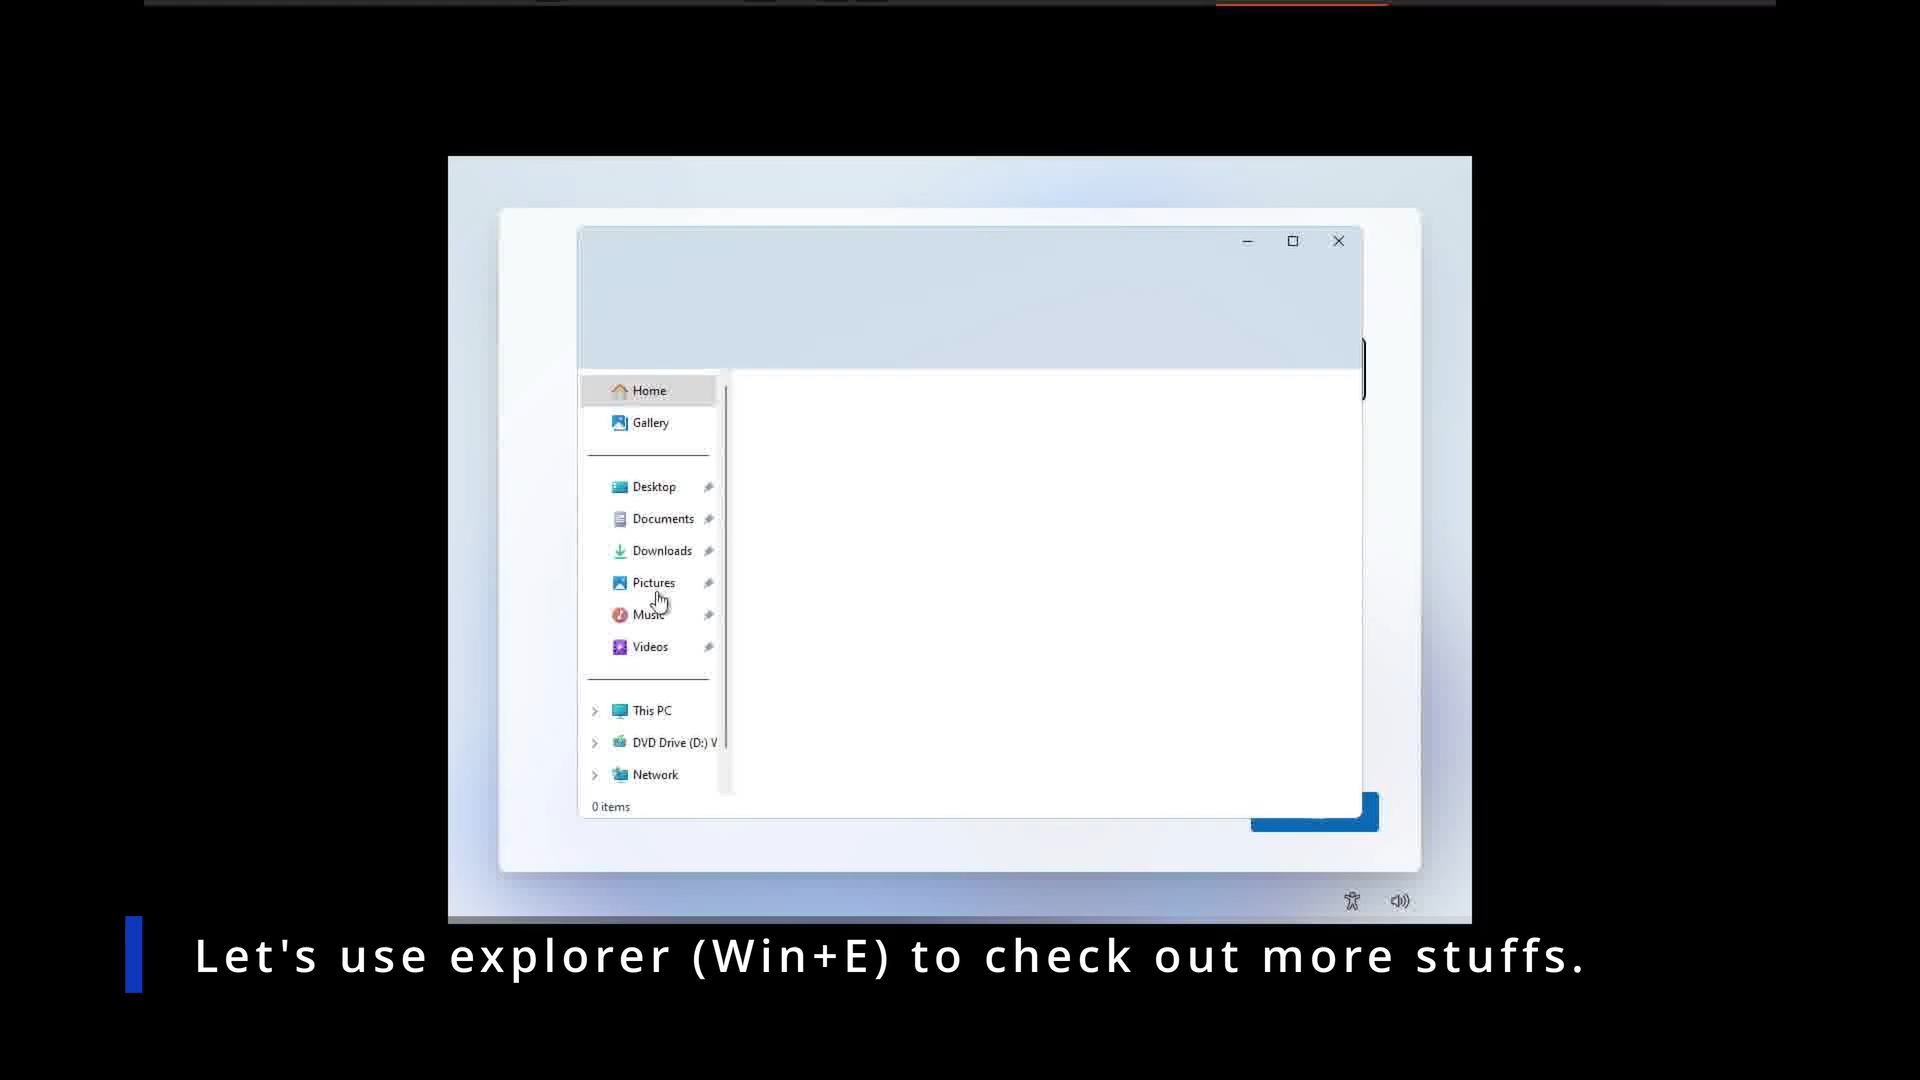 Home
Gallery
Desktop
Documents
Downloads
Pictures
Music
Videos
This PC
DVD Drive (D:) V
Network
0 items
Let's use explorer (Win+E) to check out more stuffs.